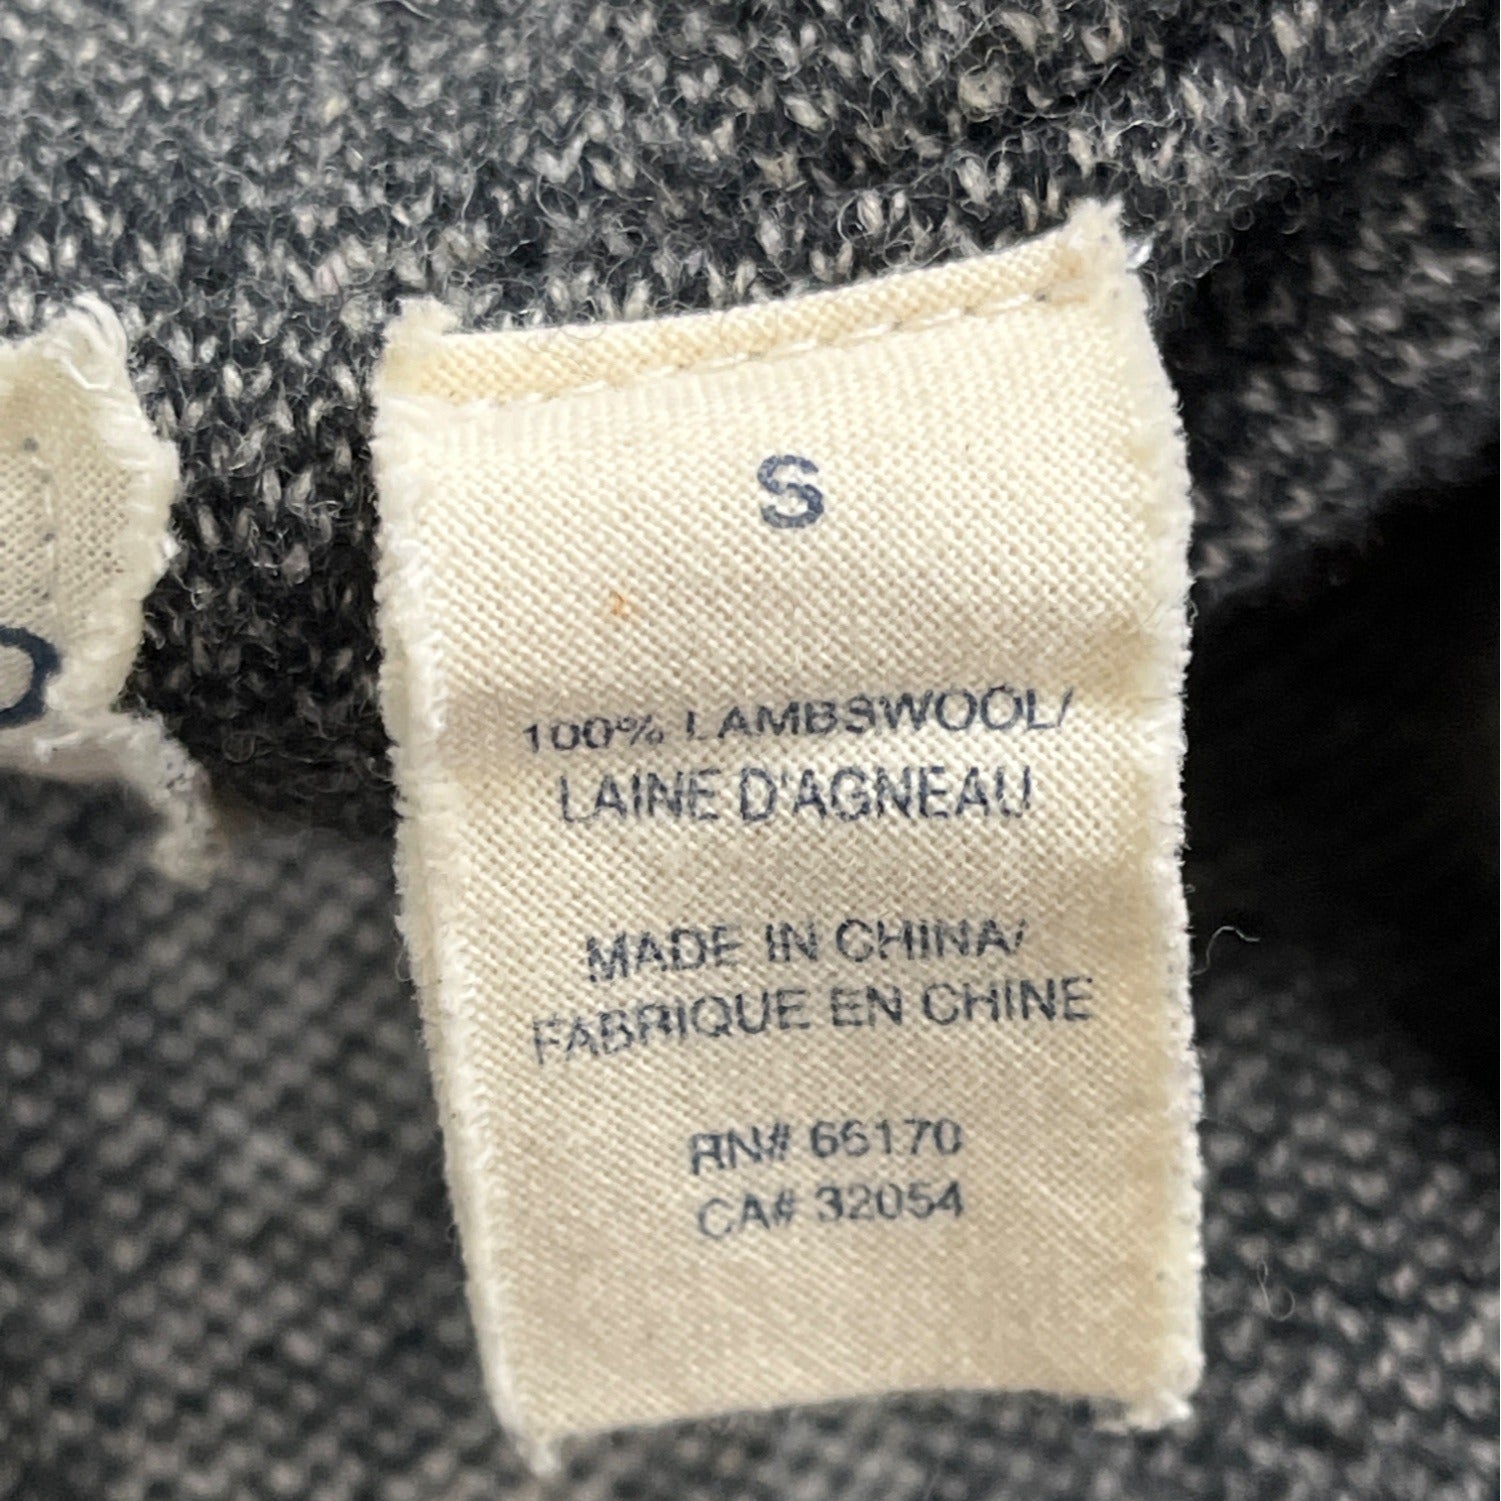 S
100% LAMBSWOOL/
LAINE D'AGNEAU
MADE IN CHINA/
FABRIQUE EN CHINE
RN# 66170
CA# 32054